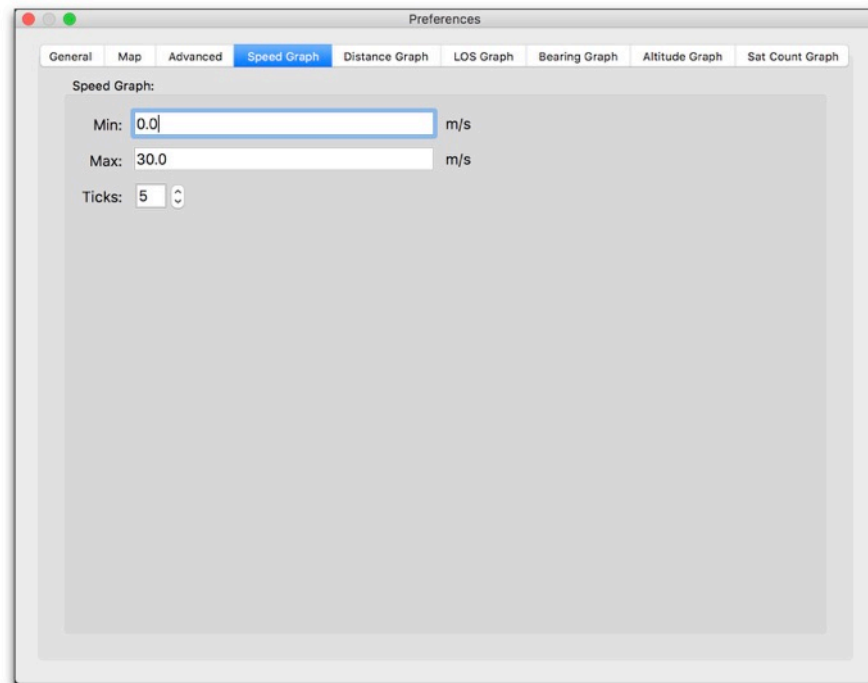 Preferences
General Map Advanced Speed Graph Distance Graph LOS Graph Bearing Graph Altitude Graph Sat Count Graph
Speed Graph:
Min: 0.0 m/s
Max: 30.0 m/s
Ticks: 5